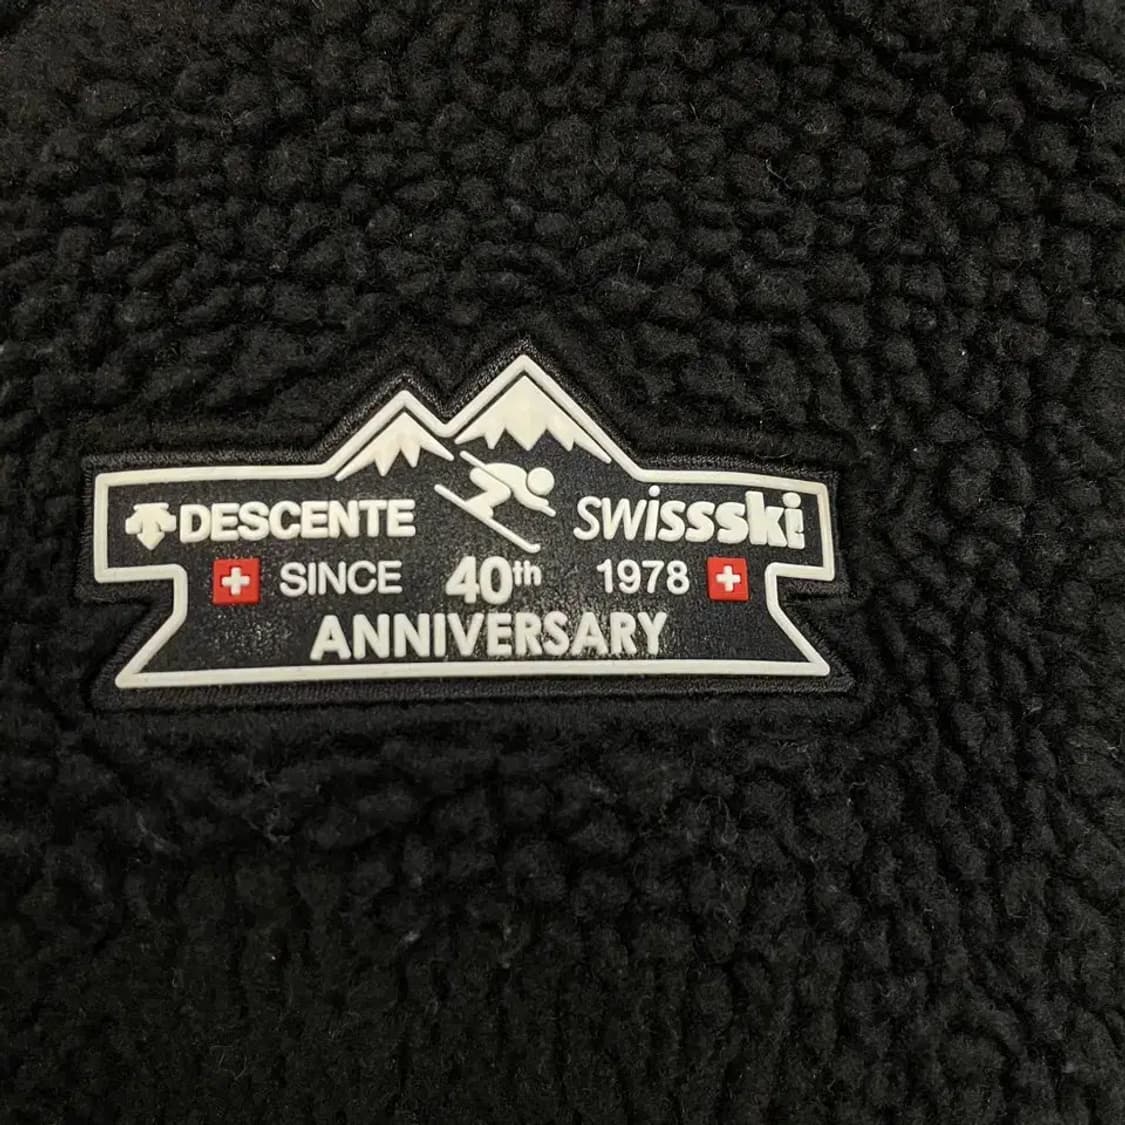 DESCENTE swissski
SINCE 40th 1978
ANNIVERSARY